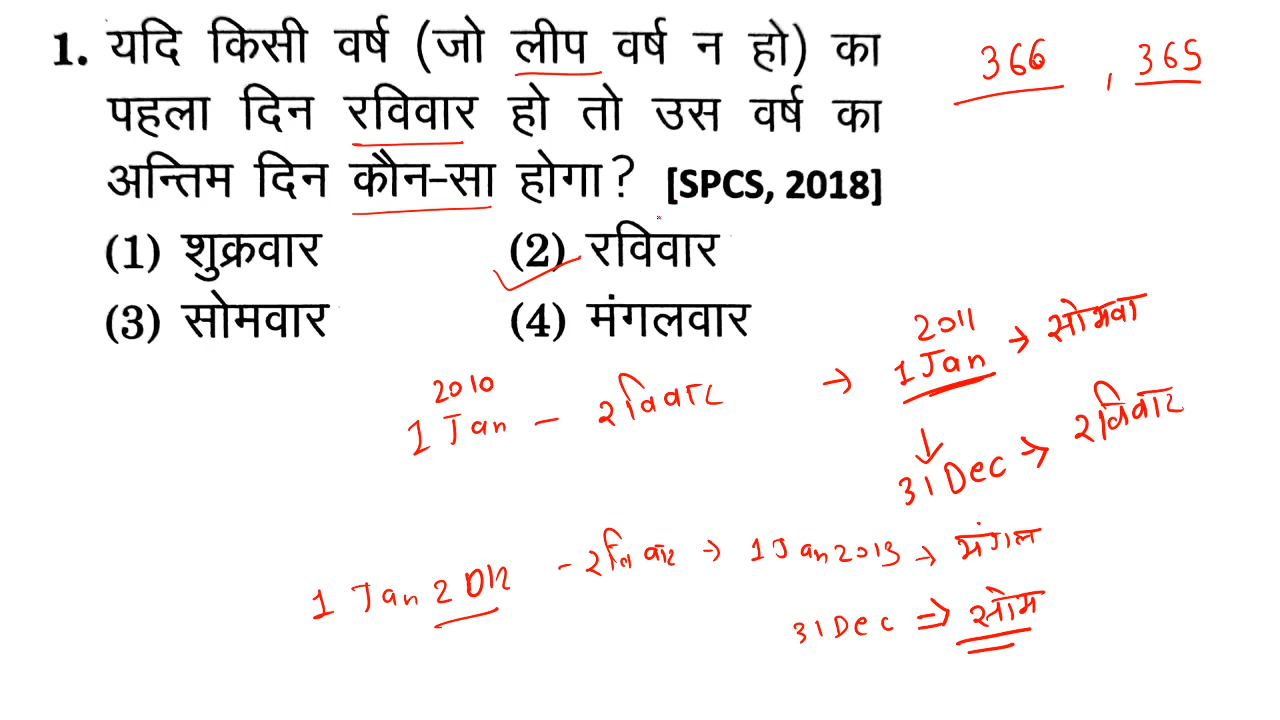 1. यदि किसी वर्ष (जो लीप वर्ष न हो) का
पहला दिन रविवार हो तो उस वर्ष का
अन्तिम दिन कौन-सा होगा? [SPCS, 2018]
(1) शुक्रवार (2) रविवार
(3) सोमवार (4) मंगलवार
366 , 365
2010
1 Jan - रविवार → 2011
1 Jan → सोमवा
31 Dec → रविवार
1 Jan 2012 - रविवार → 1 Jan 2013 → मंगल
31 Dec ⇒ सोम